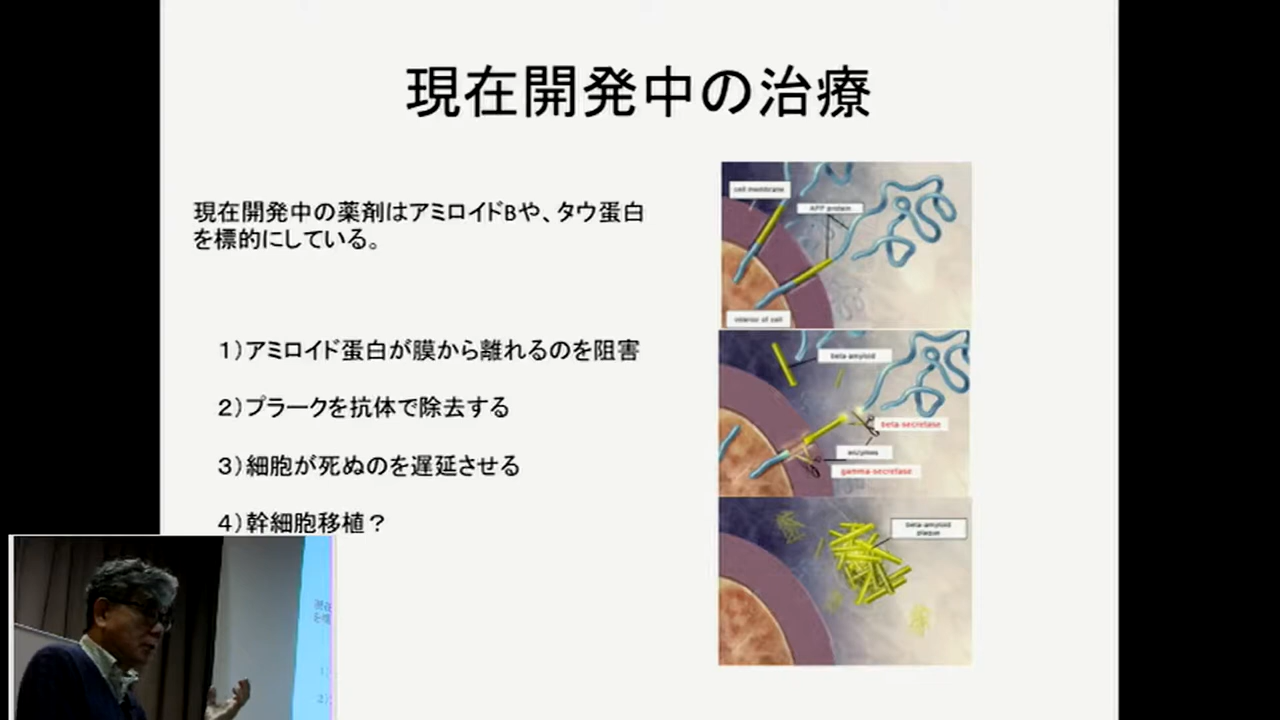 現在開発中の治療
現在開発中の薬剤はアミロイドBや、タウ蛋白
を標的にしている。
1）アミロイド蛋白が膜から離れるのを阻害
2）プラークを抗体で除去する
3）細胞が死ぬのを遅延させる
4）幹細胞移植？
cell membrane
APP protein
interior of cell
beta-amyloid
beta-secretase
enzymes
gamma-secretase
beta-amyloid
plaque